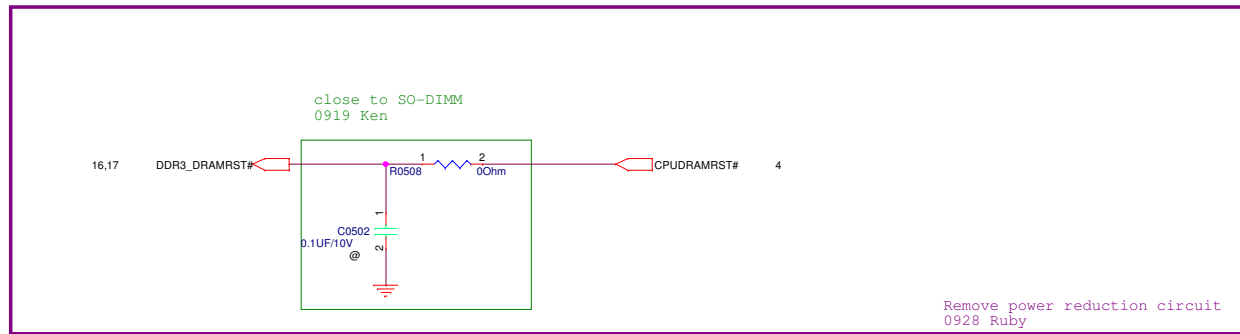 close to SO-DIMM
0919 Ken
16,17 DDR3_DRAMRST# 1 2 CPUDRAMRST# 4
R0508 0Ohm
1
C0502
0.1UF/10V
2
@
Remove power reduction circuit
0928 Ruby